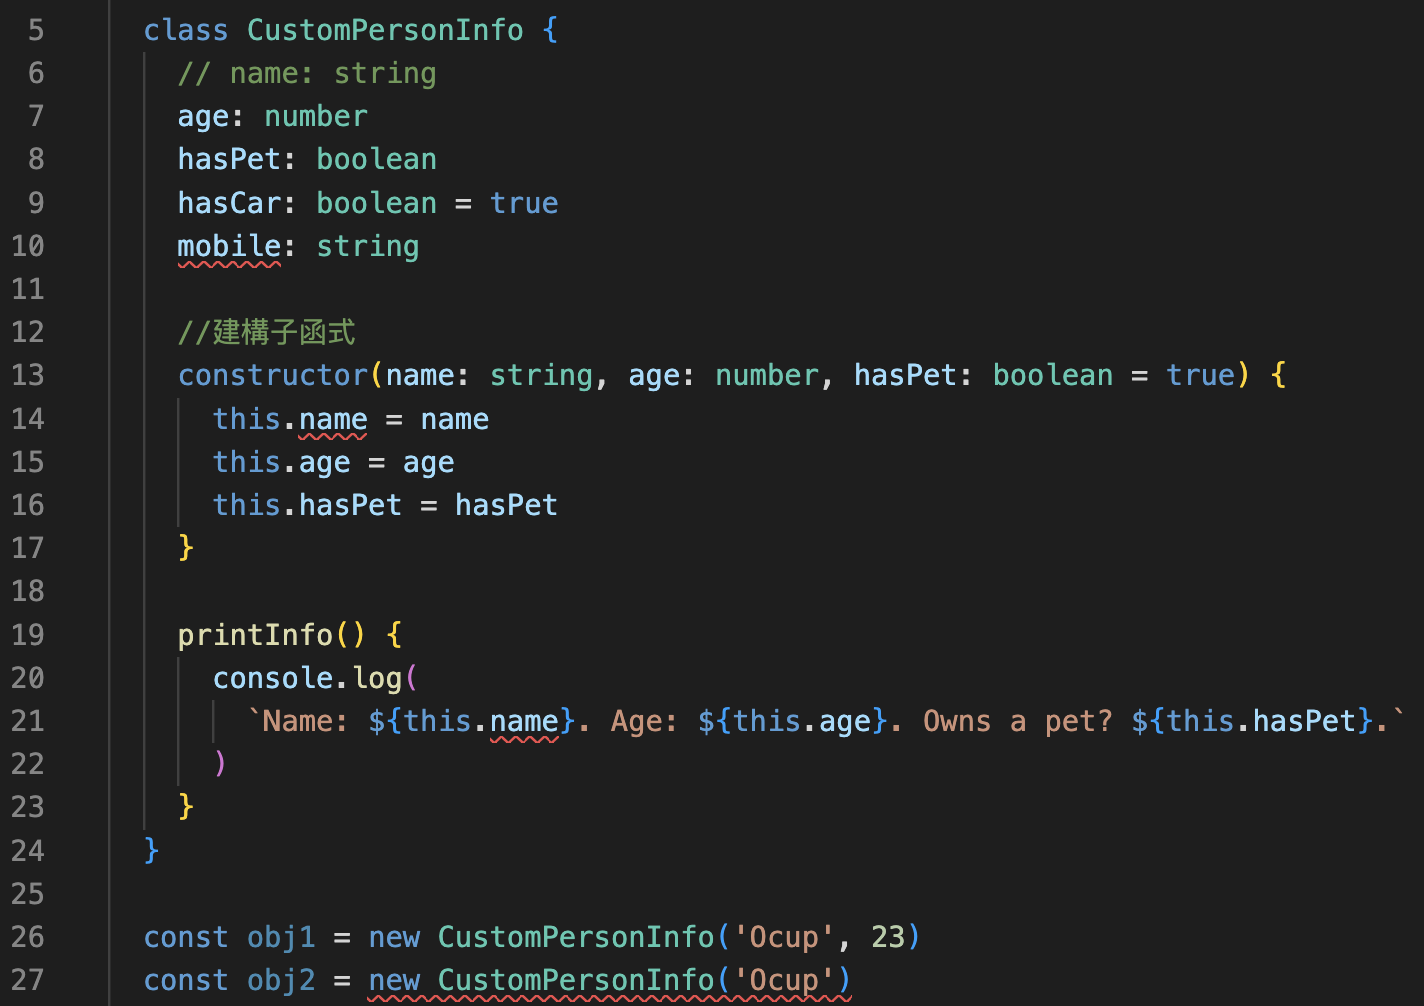 5 class CustomPersonInfo {
6 // name: string
7 age: number
8 hasPet: boolean
9 hasCar: boolean = true
10 mobile: string
11
12 //建構子函式
13 constructor(name: string, age: number, hasPet: boolean = true) {
14 this.name = name
15 this.age = age
16 this.hasPet = hasPet
17 }
18
19 printInfo() {
20 console.log(
21 `Name: ${this.name}. Age: ${this.age}. Owns a pet? ${this.hasPet}.`
22 )
23 }
24 }
25
26 const obj1 = new CustomPersonInfo('Ocup', 23)
27 const obj2 = new CustomPersonInfo('Ocup')